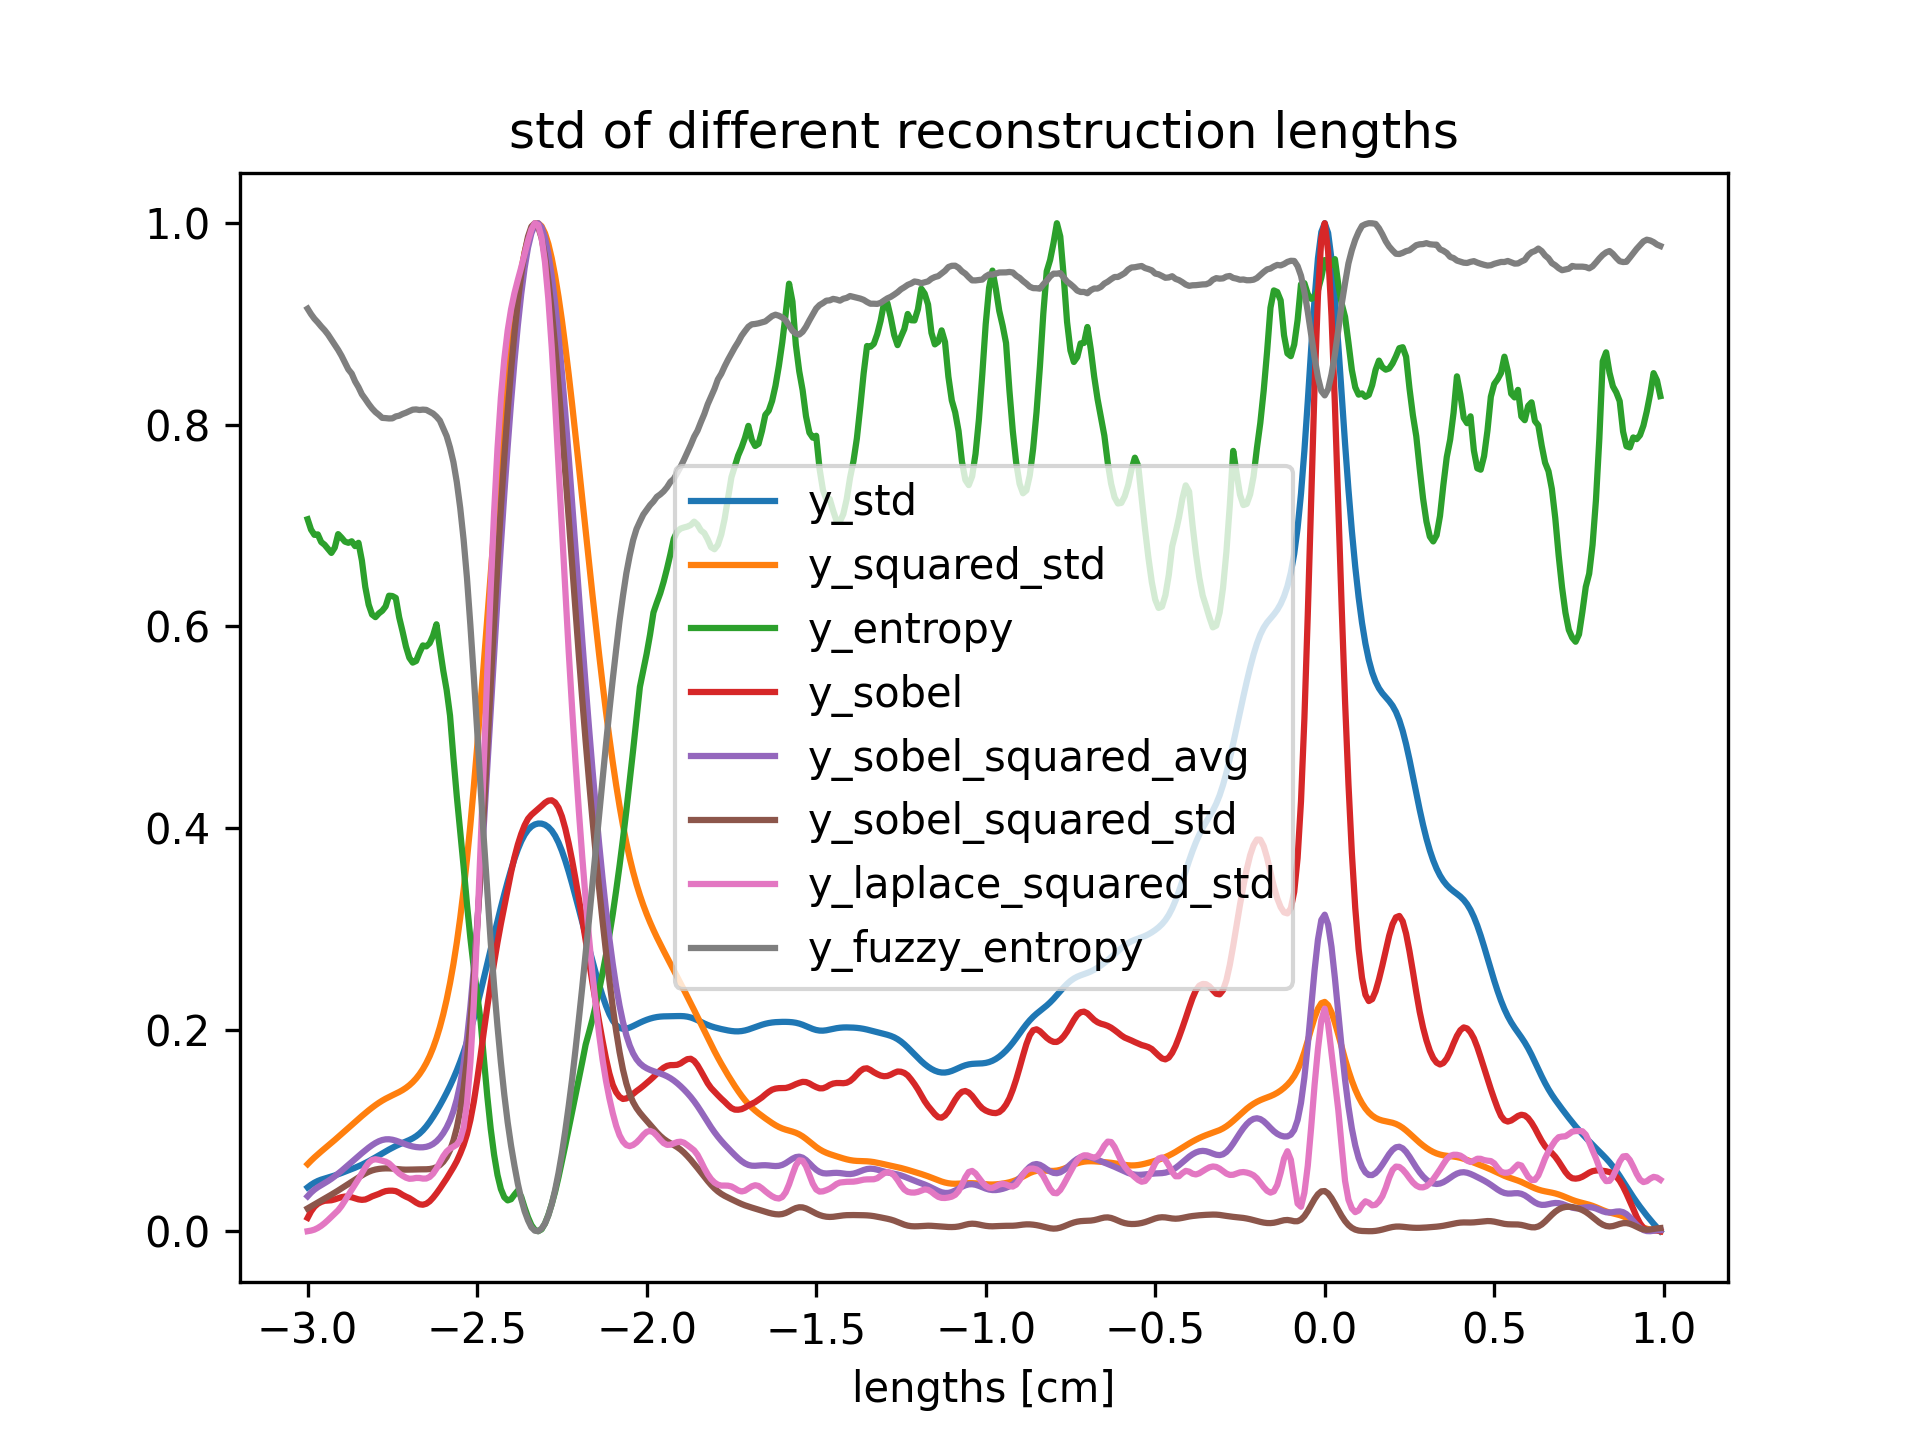 std of different reconstruction lengths
1.0
0.8
0.6
0.4
0.2
0.0
y_std
y_squared_std
y_entropy
y_sobel
y_sobel_squared_avg
y_sobel_squared_std
y_laplace_squared_std
y_fuzzy_entropy
−3.0 −2.5 −2.0 −1.5 −1.0 −0.5 0.0 0.5 1.0
lengths [cm]